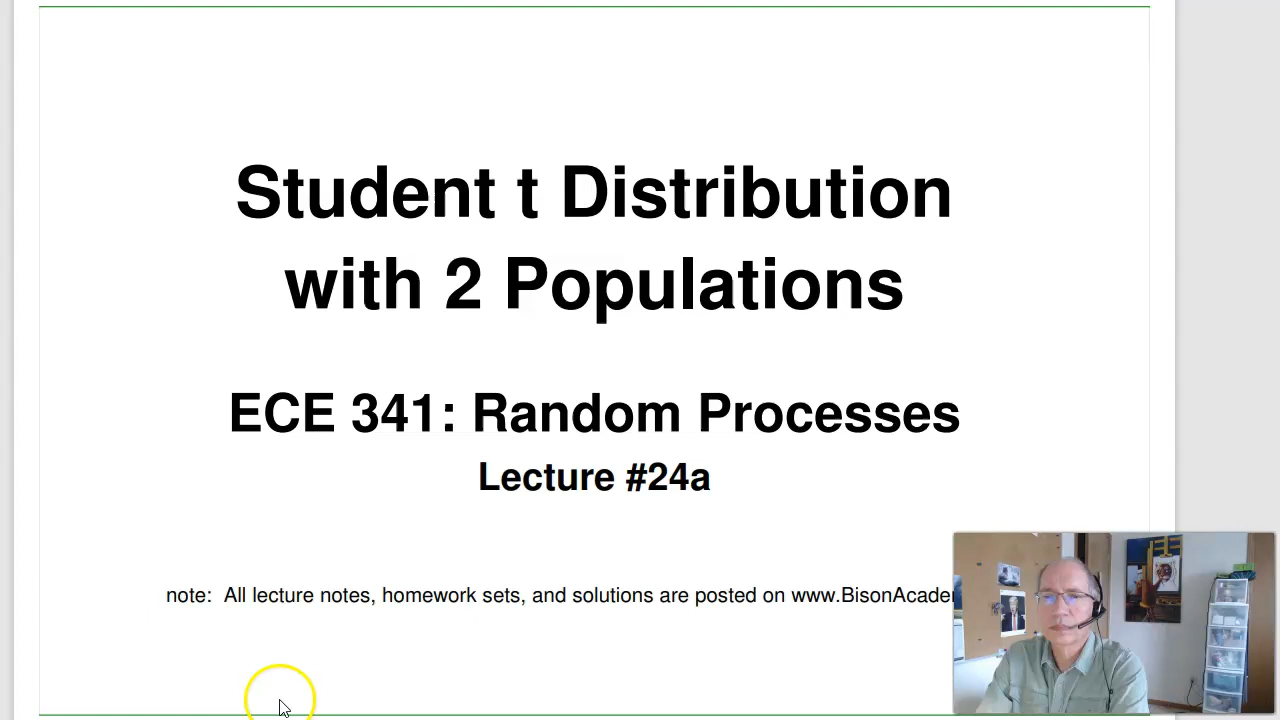 Student t Distribution
with 2 Populations
ECE 341: Random Processes
Lecture #24a
note: All lecture notes, homework sets, and solutions are posted on